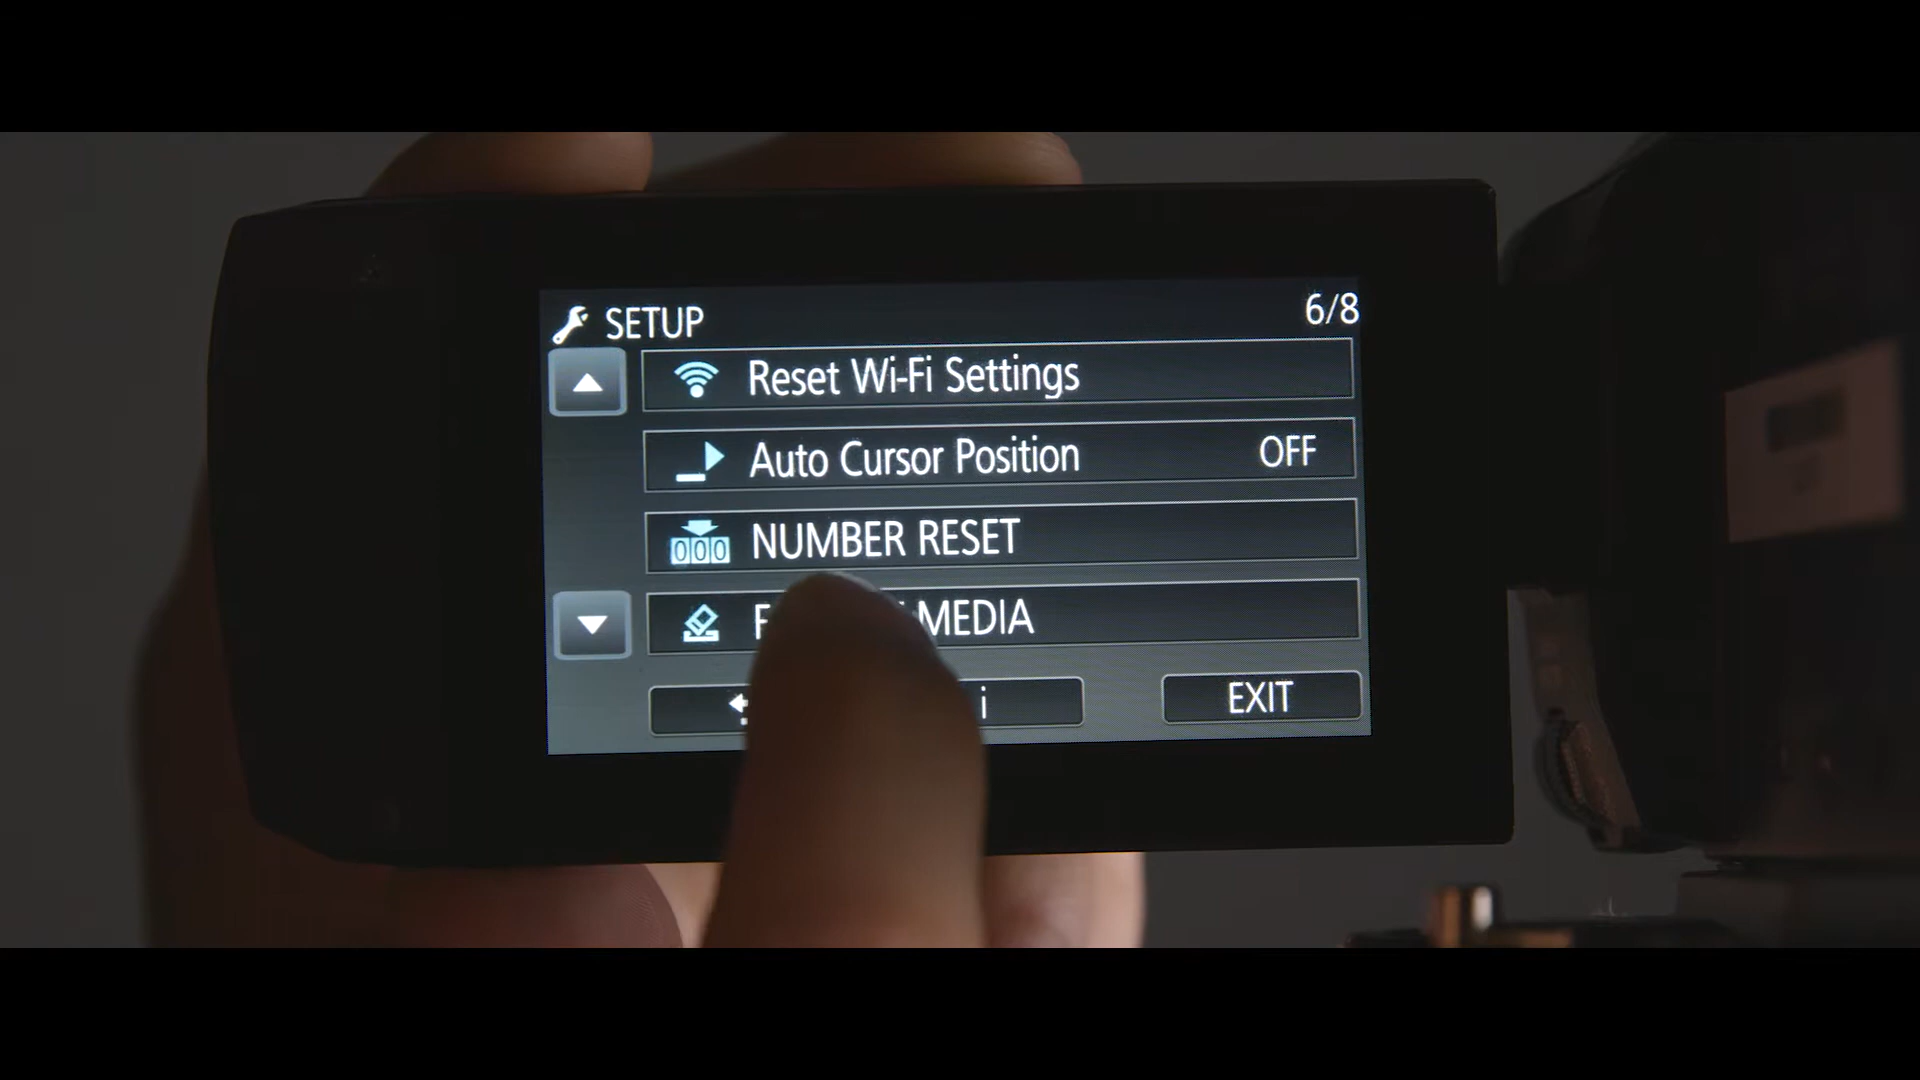 SETUP 6/8
Reset Wi-Fi Settings
Auto Cursor Position OFF
000 NUMBER RESET
MEDIA
i EXIT